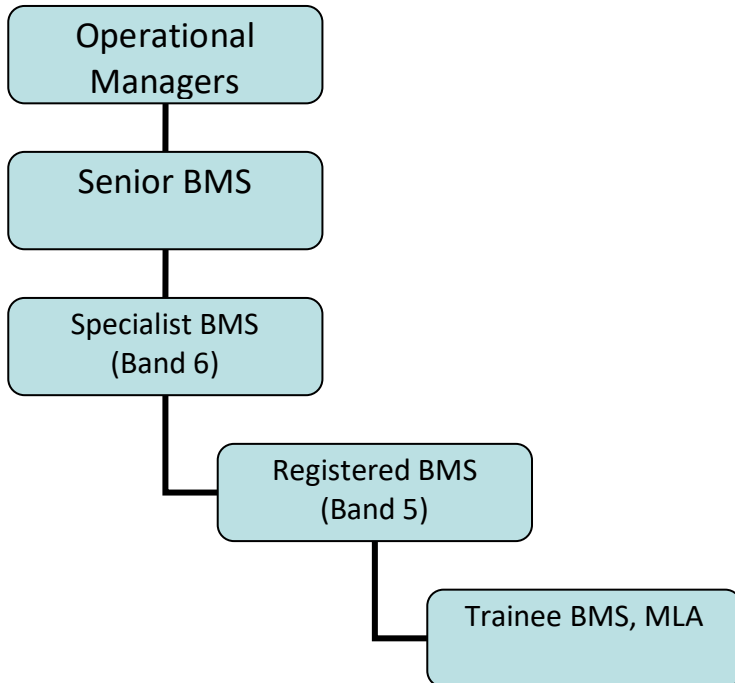 Operational
Managers
Senior BMS
Specialist BMS
(Band 6)
Registered BMS
(Band 5)
Trainee BMS, MLA